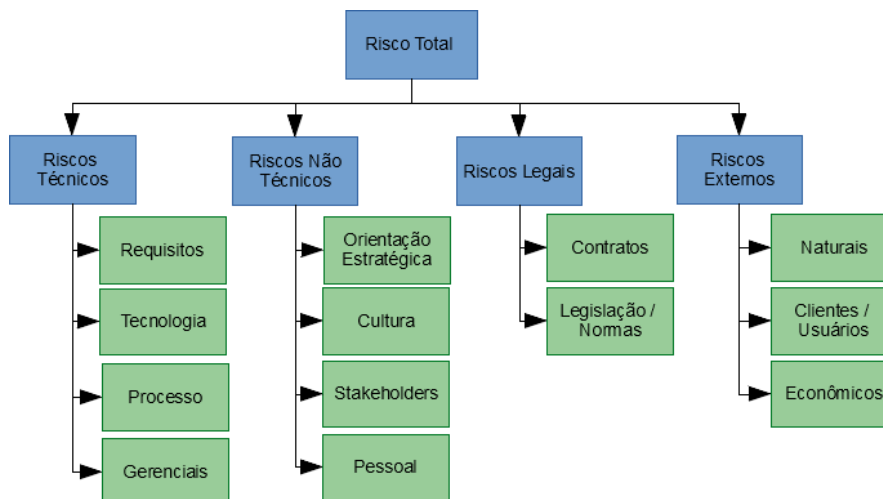 Risco Total
Riscos
Técnicos
Riscos Não
Técnicos
Riscos Legais
Riscos
Externos
Requisitos
Tecnologia
Processo
Gerenciais
Orientação
Estratégica
Cultura
Stakeholders
Pessoal
Contratos
Legislação /
Normas
Naturais
Clientes /
Usuários
Econômicos